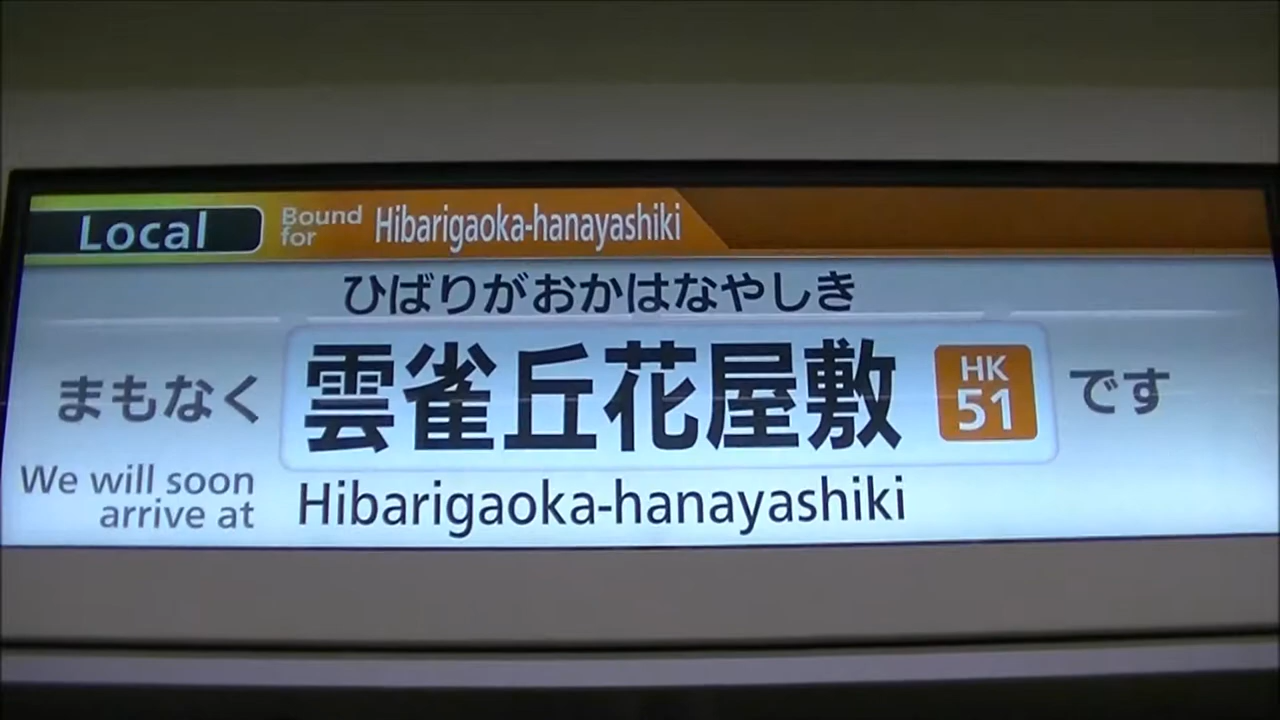 Local
Bound for Hibarigaoka-hanayashiki
ひばりがおかはなやしき
まもなく 雲雀丘花屋敷 HK 51 です
We will soon arrive at Hibarigaoka-hanayashiki